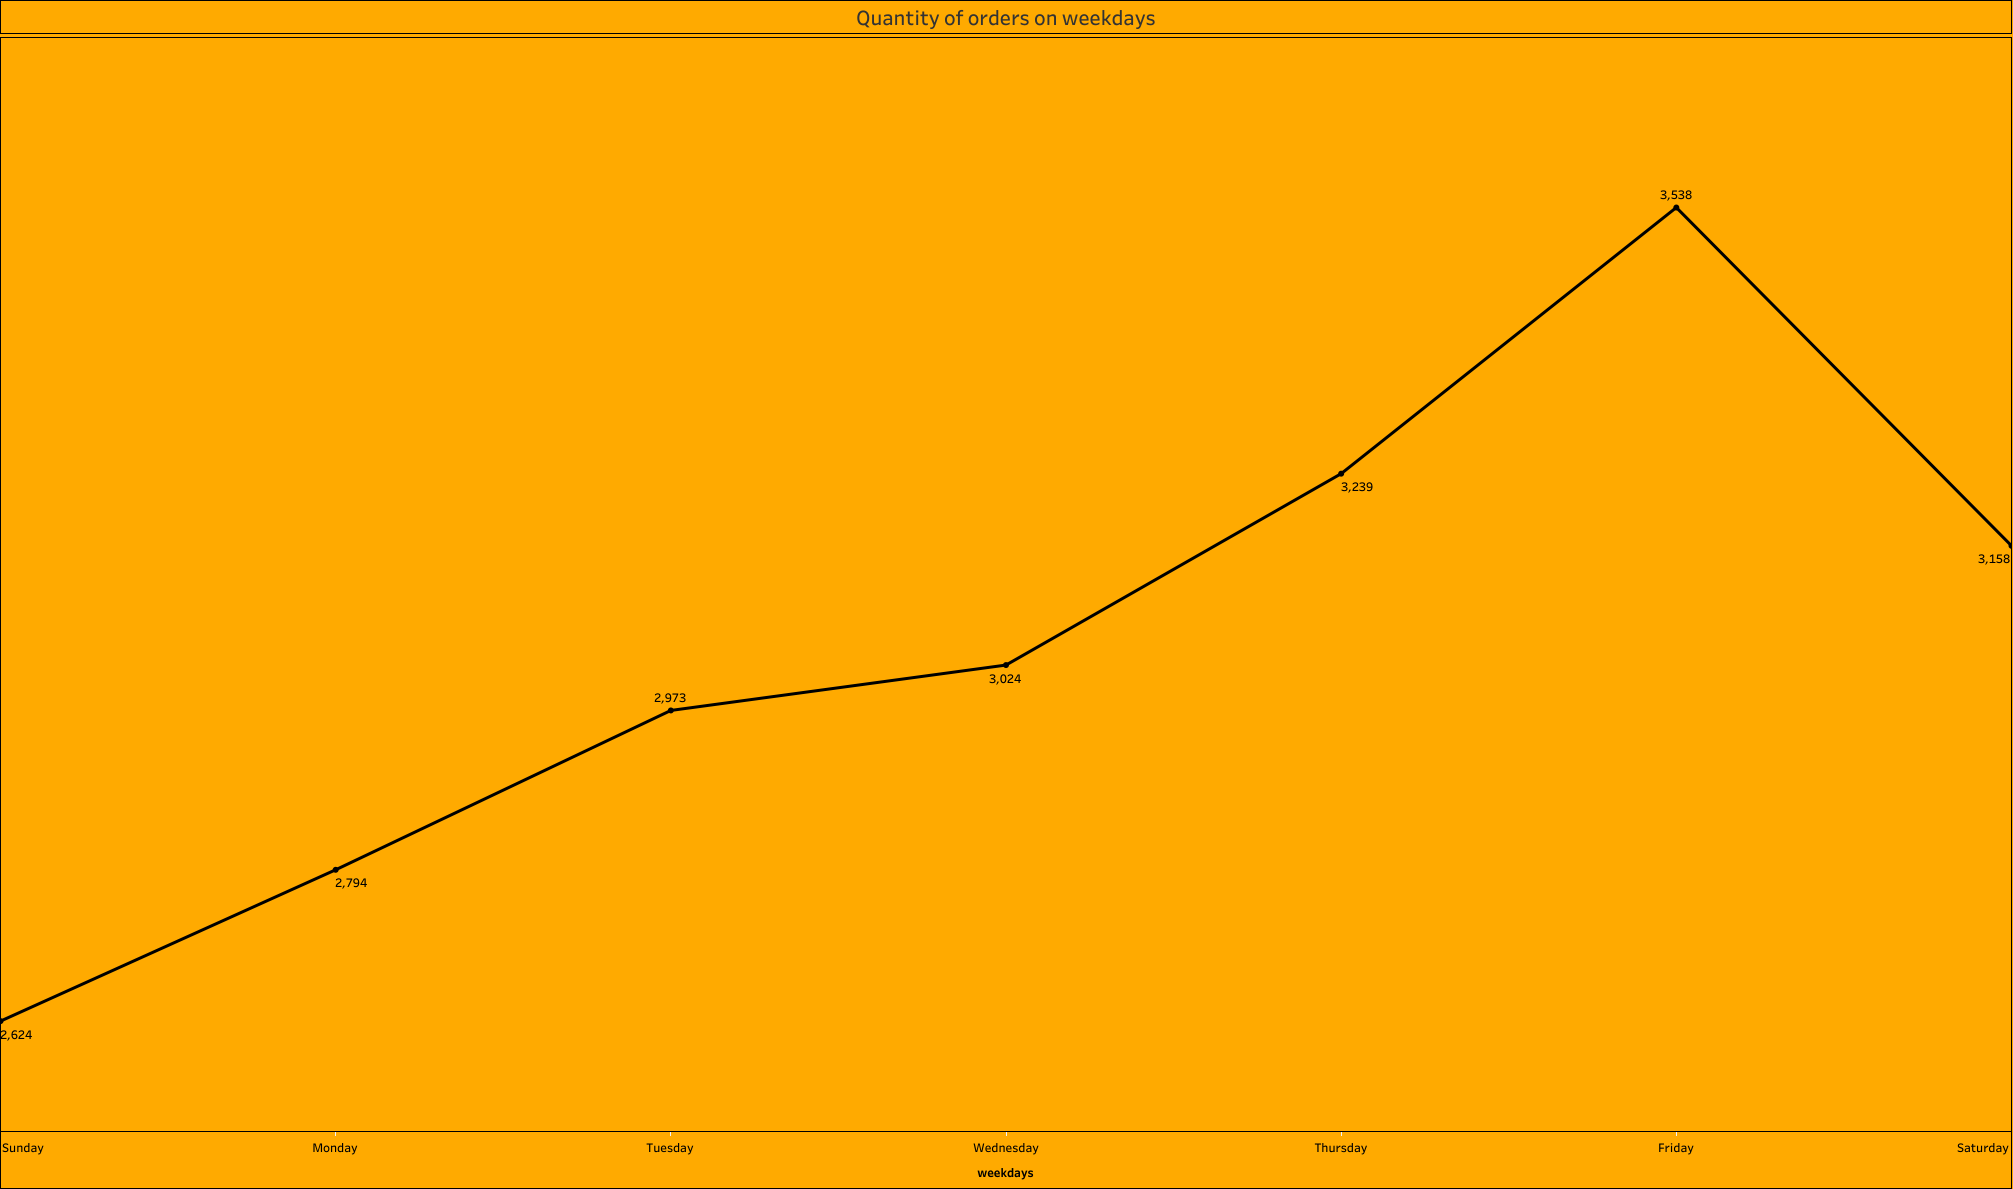 Quantity of orders on weekdays
3,538
3,239
3,158
2,973
3,024
2,794
2,624
Sunday Monday Tuesday Wednesday Thursday Friday Saturday
weekdays